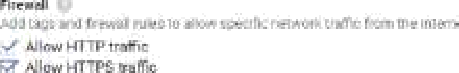 Firewall
Add tags and firewall rules to allow specific network traffic from the Interne
Allow HTTP traffic
Allow HTTPS traffic